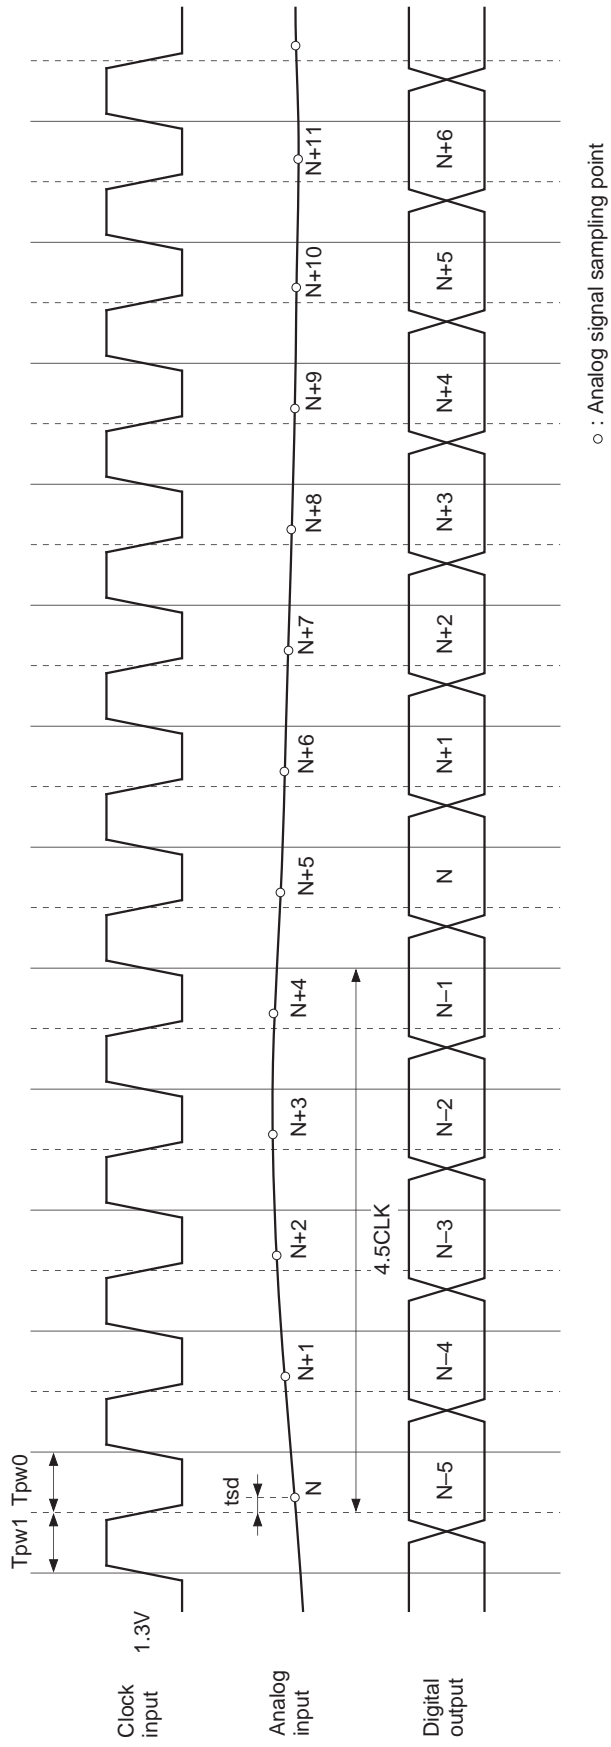 Tpw1 Tpw0
Clock
input
1.3V
tsd
Analog
input
N
N+1
N+2
N+3
N+4
N+5
N+6
N+7
N+8
N+9
N+10
N+11
4.5CLK
Digital
output
N–5
N–4
N–3
N–2
N–1
N
N+1
N+2
N+3
N+4
N+5
N+6
: Analog signal sampling point